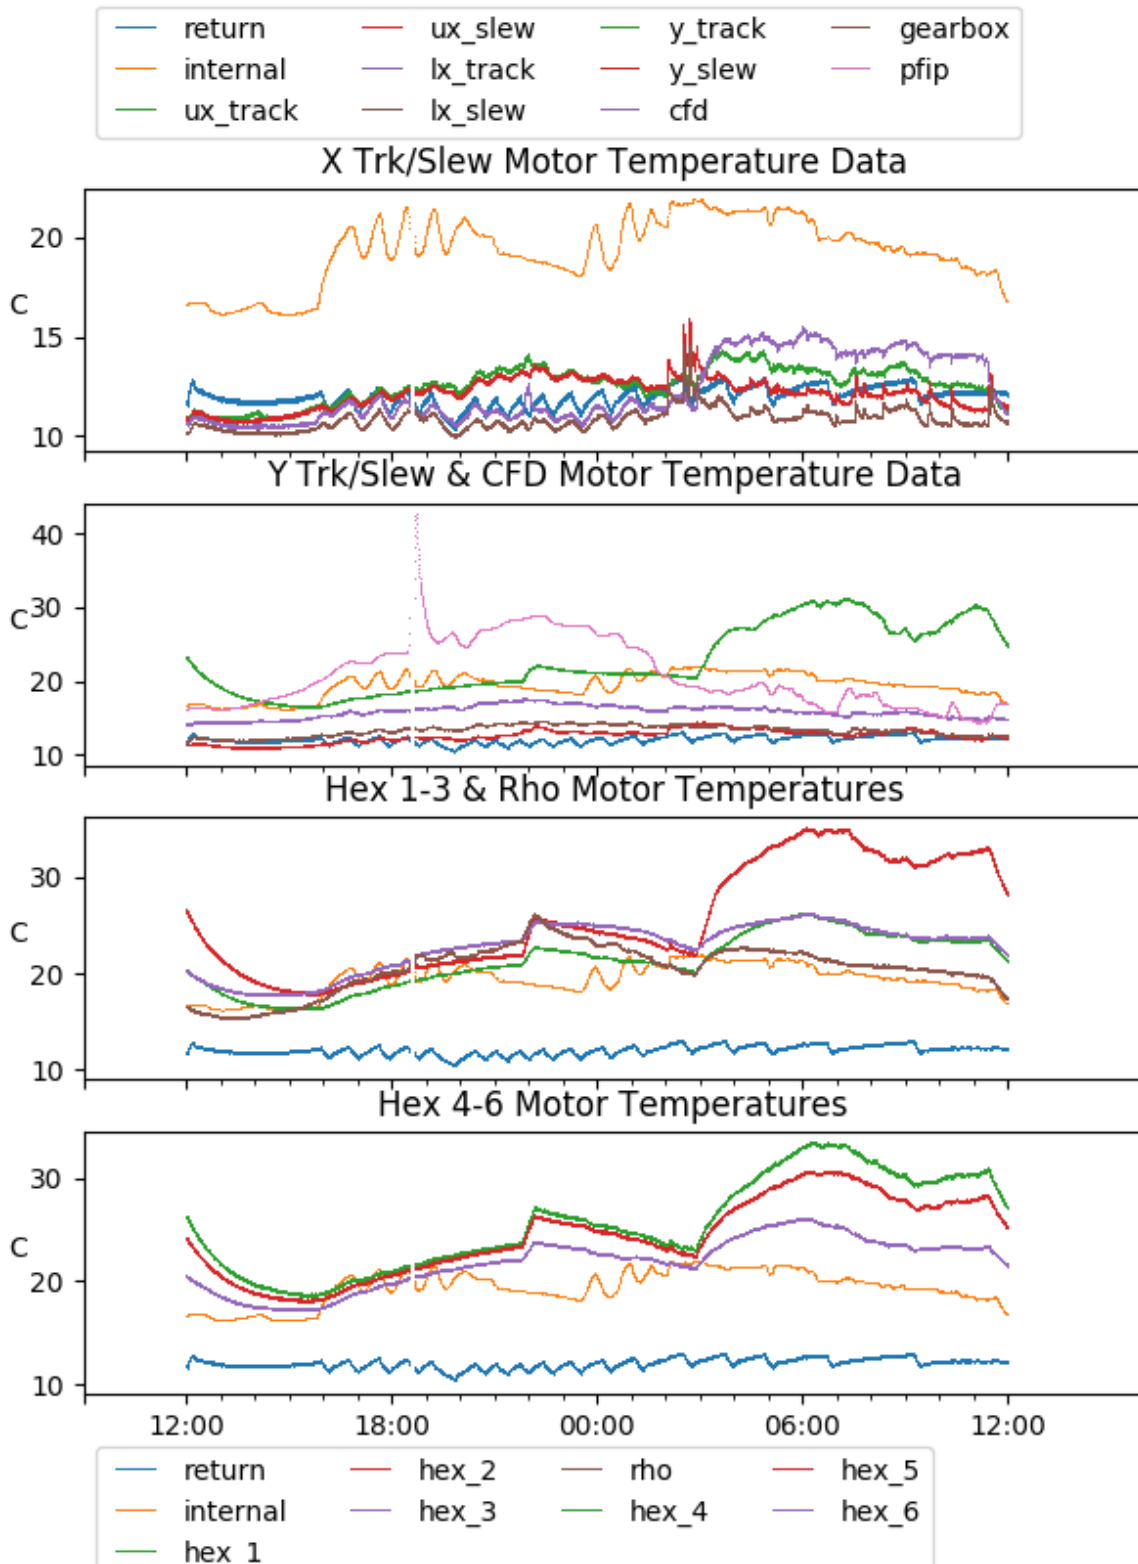 return ux_slew y_track gearbox
internal lx_track y_slew pfip
ux_track lx_slew cfd
X Trk/Slew Motor Temperature Data
20
C
15
10
Y Trk/Slew & CFD Motor Temperature Data
40
C
30
20
10
Hex 1-3 & Rho Motor Temperatures
30
C
20
10
Hex 4-6 Motor Temperatures
30
C
20
10
12:00 18:00 00:00 06:00 12:00
return hex_2 rho hex_5
internal hex_3 hex_4 hex_6
hex_1